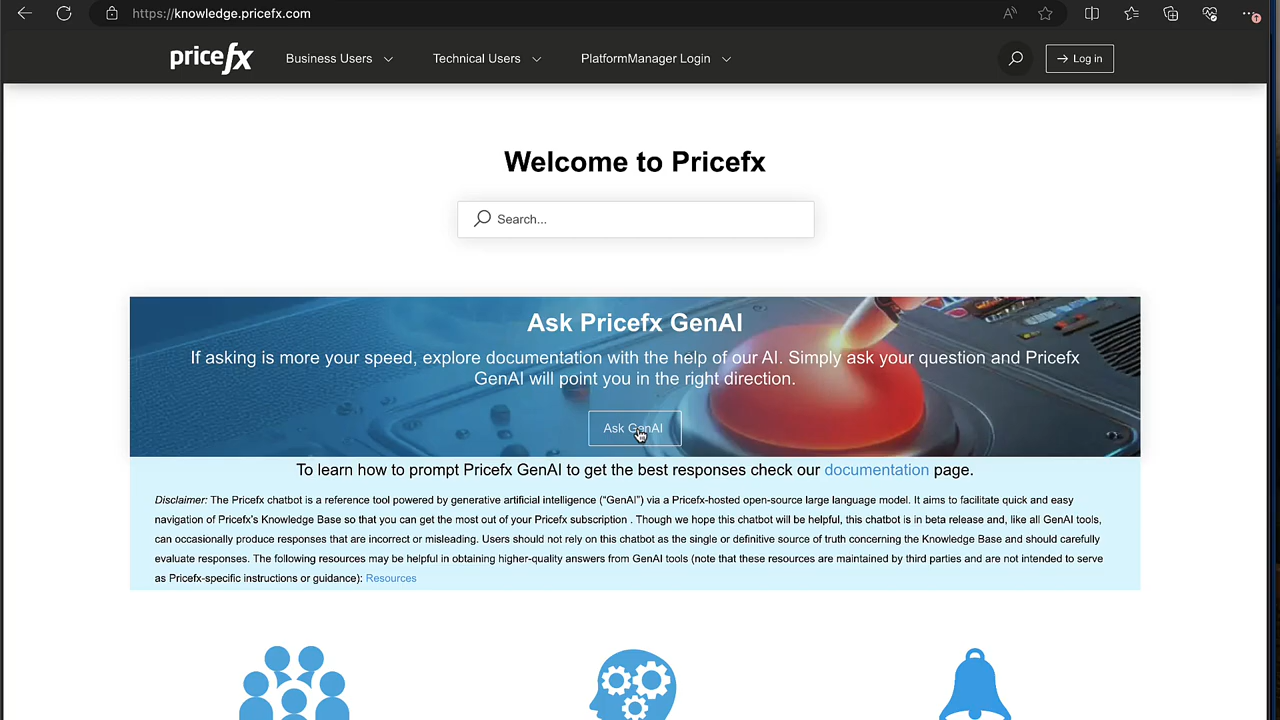 https://knowledge.pricefx.com
pricefx
Business Users
Technical Users
PlatformManager Login
Log in
Welcome to Pricefx
Search...
Ask Pricefx GenAI
If asking is more your speed, explore documentation with the help of our AI. Simply ask your question and Pricefx
GenAI will point you in the right direction.
Ask GenAI
To learn how to prompt Pricefx GenAI to get the best responses check our documentation page.
Disclaimer: The Pricefx chatbot is a reference tool powered by generative artificial intelligence ("GenAI") via a Pricefx-hosted open-source large language model. It aims to facilitate quick and easy
navigation of Pricefx's Knowledge Base so that you can get the most out of your Pricefx subscription . Though we hope this chatbot will be helpful, this chatbot is in beta release and, like all GenAI tools,
can occasionally produce responses that are incorrect or misleading. Users should not rely on this chatbot as the single or definitive source of truth concerning the Knowledge Base and should carefully
evaluate responses. The following resources may be helpful in obtaining higher-quality answers from GenAI tools (note that these resources are maintained by third parties and are not intended to serve
as Pricefx-specific instructions or guidance): Resources